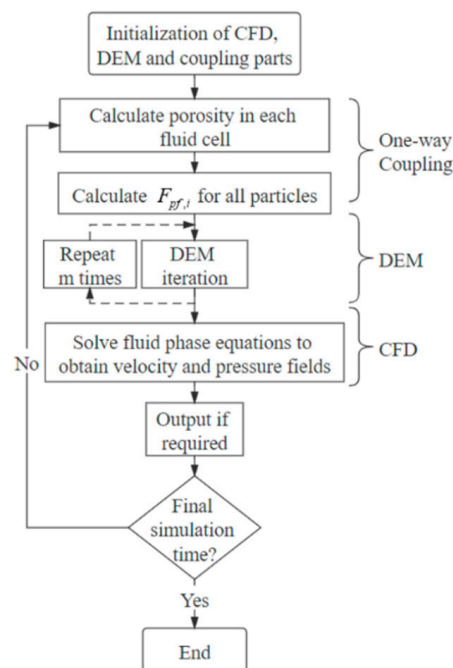 Initialization of CFD,
DEM and coupling parts
Calculate porosity in each
fluid cell
One-way
Coupling
Calculate F_{pf,i} for all particles
Repeat
m times
DEM
iteration
DEM
Solve fluid phase equations to
obtain velocity and pressure fields
CFD
No
Output if
required
Final
simulation
time?
Yes
End